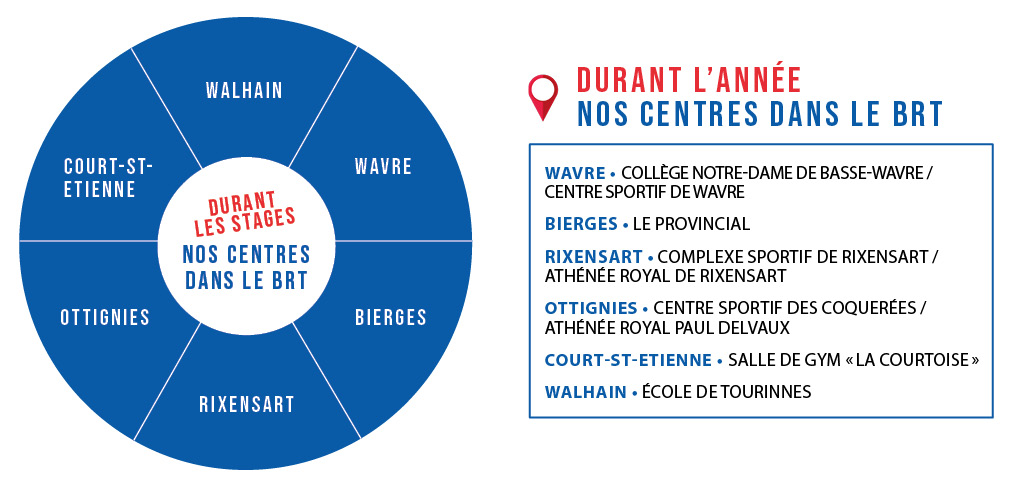 WALHAIN
WAVRE
COURT-ST-
ETIENNE
DURANT
LES STAGES
NOS CENTRES
DANS LE BRT
OTTIGNIES
BIERGES
RIXENSART
DURANT L'ANNÉE
NOS CENTRES DANS LE BRT
WAVRE • COLLÈGE NOTRE-DAME DE BASSE-WAVRE /
CENTRE SPORTIF DE WAVRE
BIERGES • LE PROVINCIAL
RIXENSART • COMPLEXE SPORTIF DE RIXENSART /
ATHÉNÉE ROYAL DE RIXENSART
OTTIGNIES • CENTRE SPORTIF DES COQUERÉES /
ATHÉNÉE ROYAL PAUL DELVAUX
COURT-ST-ETIENNE • SALLE DE GYM « LA COURTOISE »
WALHAIN • ÉCOLE DE TOURINNES